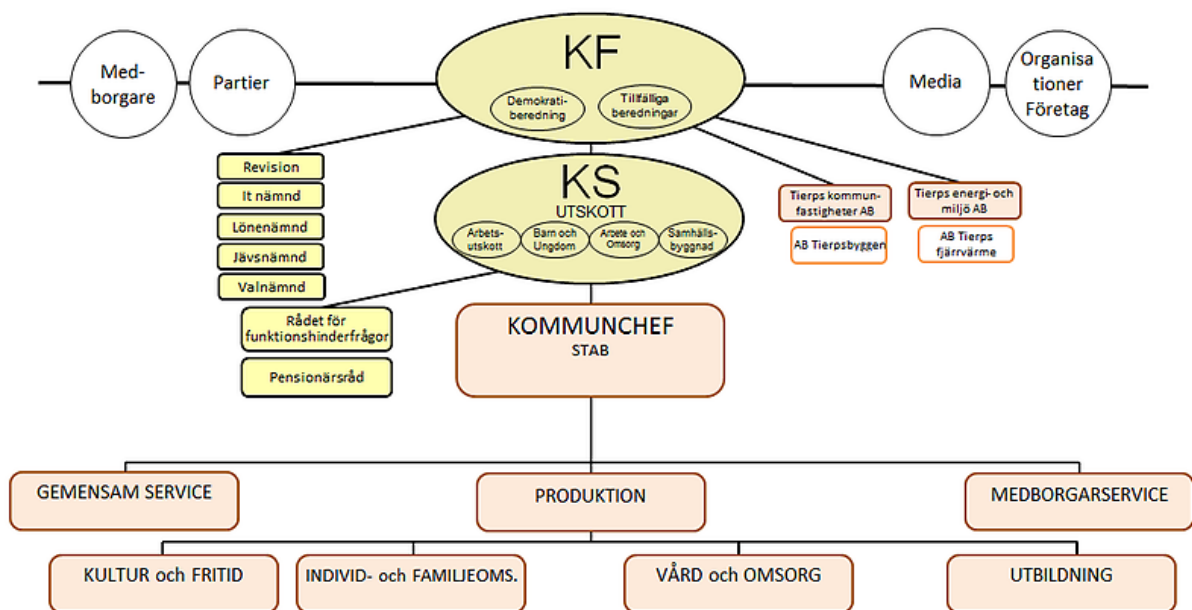 Med-
borgare
Partier
KF
Demokrati-
beredning
Tillfälliga
beredningar
Media
Organisa
tioner
Företag
Revision
It nämnd
Lönenämnd
Jävsnämnd
Valnämnd
KS
UTSKOTT
Arbets-
utskott
Barn och
Ungdom
Arbete och
Omsorg
Samhälls-
byggnad
Tierps kommun-
fastigheter AB
AB Tierpsbyggen
Tierps energi- och
miljö AB
AB Tierps
fjärrvärme
Rådet för
funktionshinderfrågor
Pensionärsråd
KOMMUNCHEF
STAB
GEMENSAM SERVICE
PRODUKTION
MEDBORGARSERVICE
KULTUR och FRITID
INDIVID- och FAMILJEOMS.
VÅRD och OMSORG
UTBILDNING